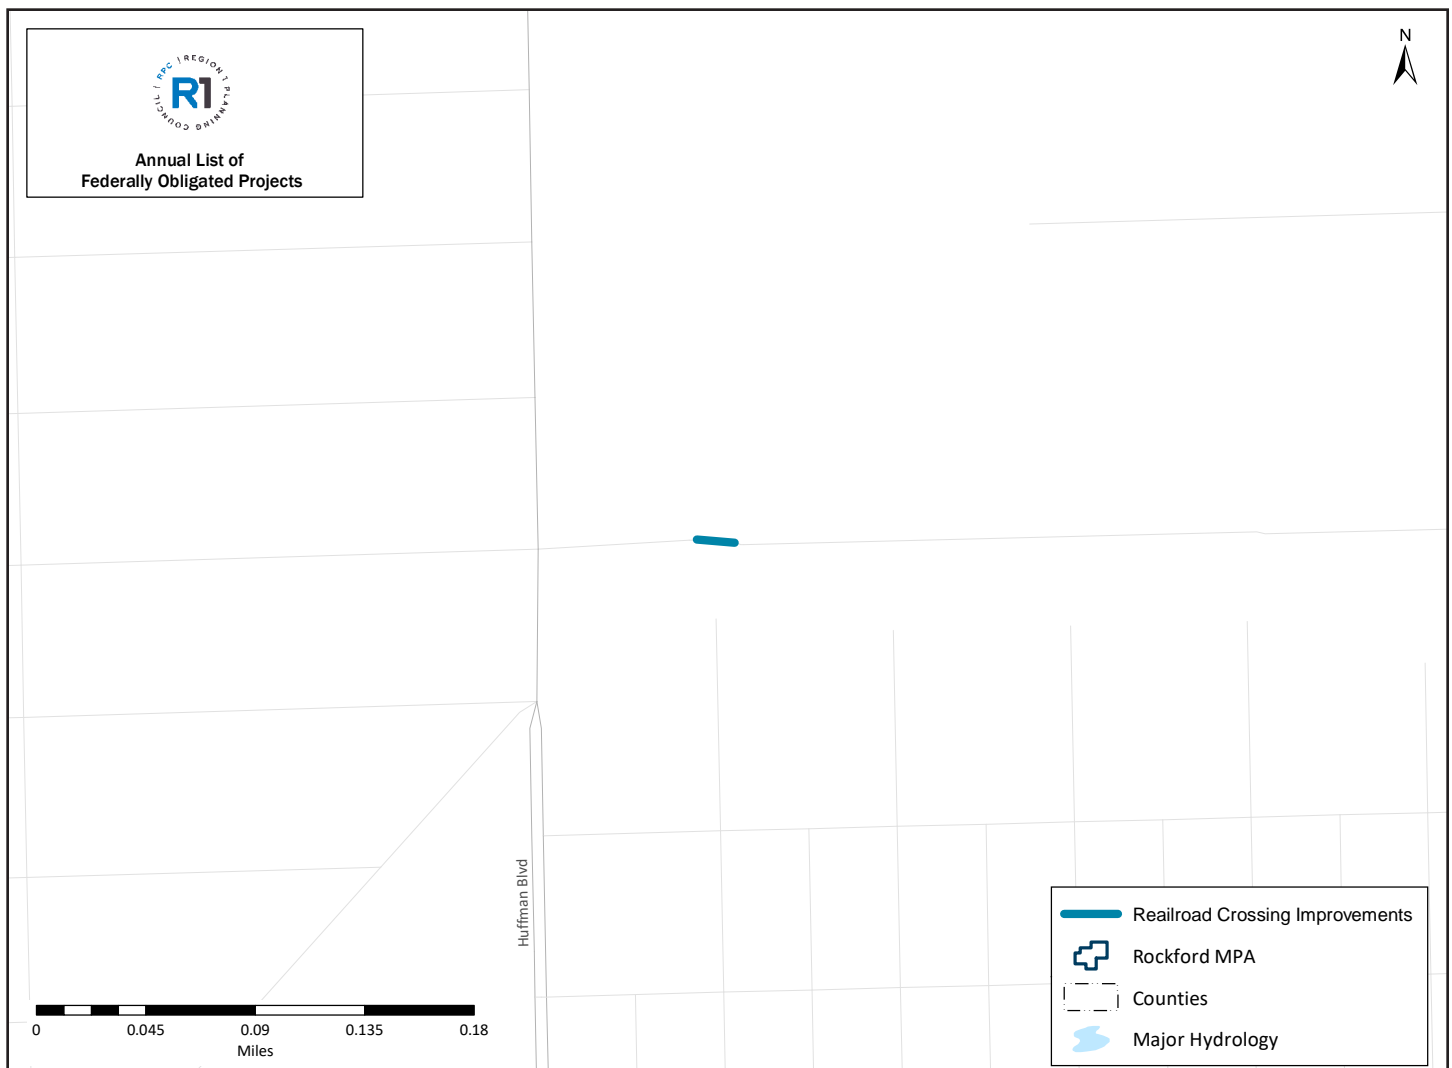 RPC | REGION 1 PLANNING COUNCIL |
R1
Annual List of
Federally Obligated Projects
N
Huffman Blvd
Reailroad Crossing Improvements
Rockford MPA
Counties
Major Hydrology
0 0.045 0.09 0.135 0.18
Miles